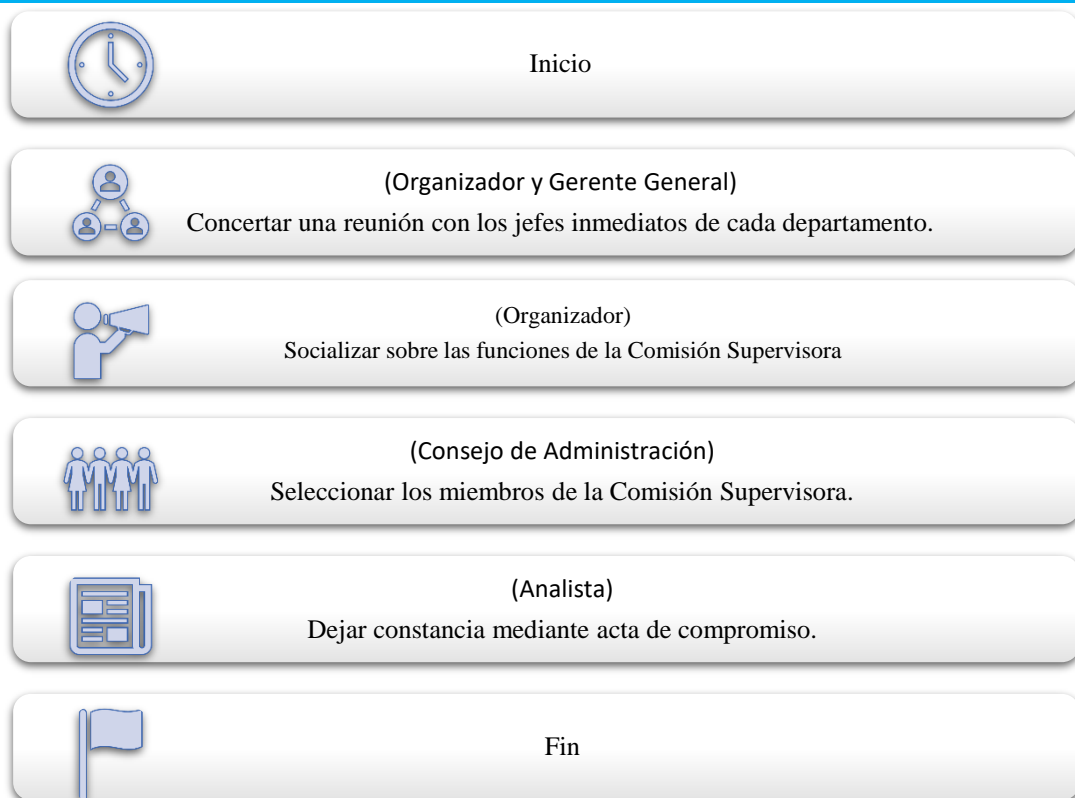 Inicio
(Organizador y Gerente General)
Concertar una reunión con los jefes inmediatos de cada departamento.
(Organizador)
Socializar sobre las funciones de la Comisión Supervisora
(Consejo de Administración)
Seleccionar los miembros de la Comisión Supervisora.
(Analista)
Dejar constancia mediante acta de compromiso.
Fin